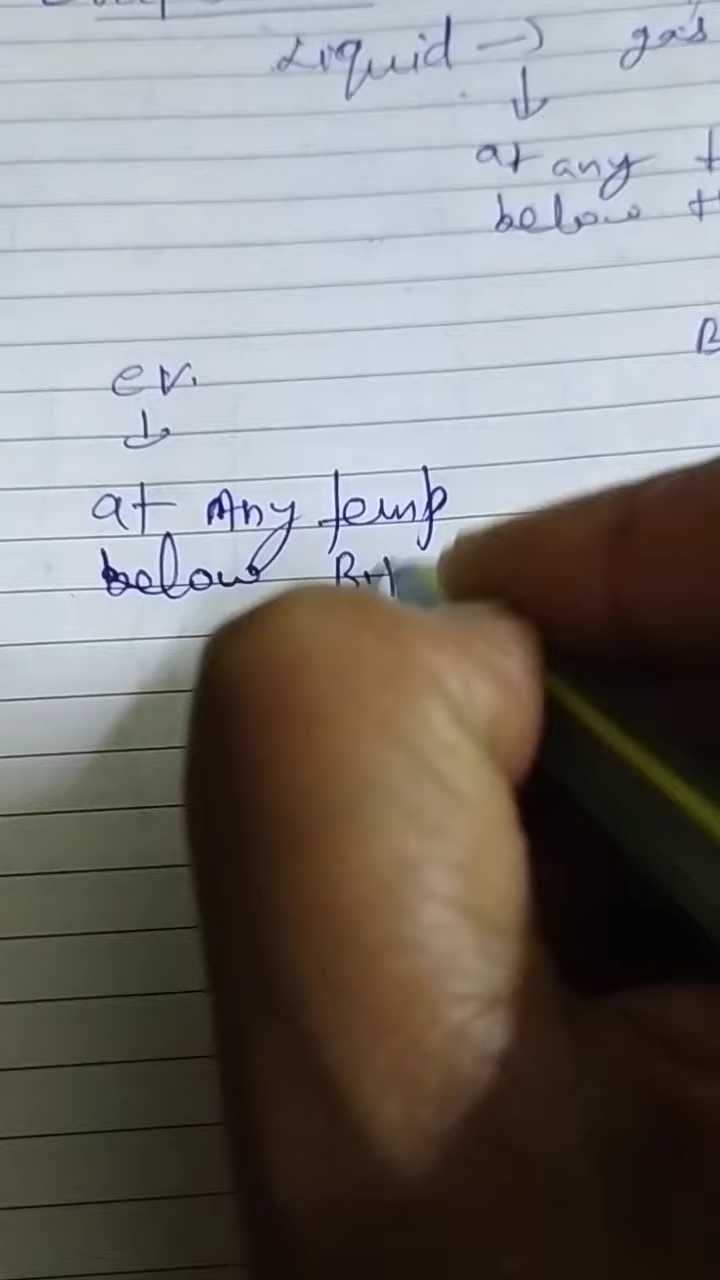 Liquid → gas
↓
at any
below
ev.
↓
at Any temp
below